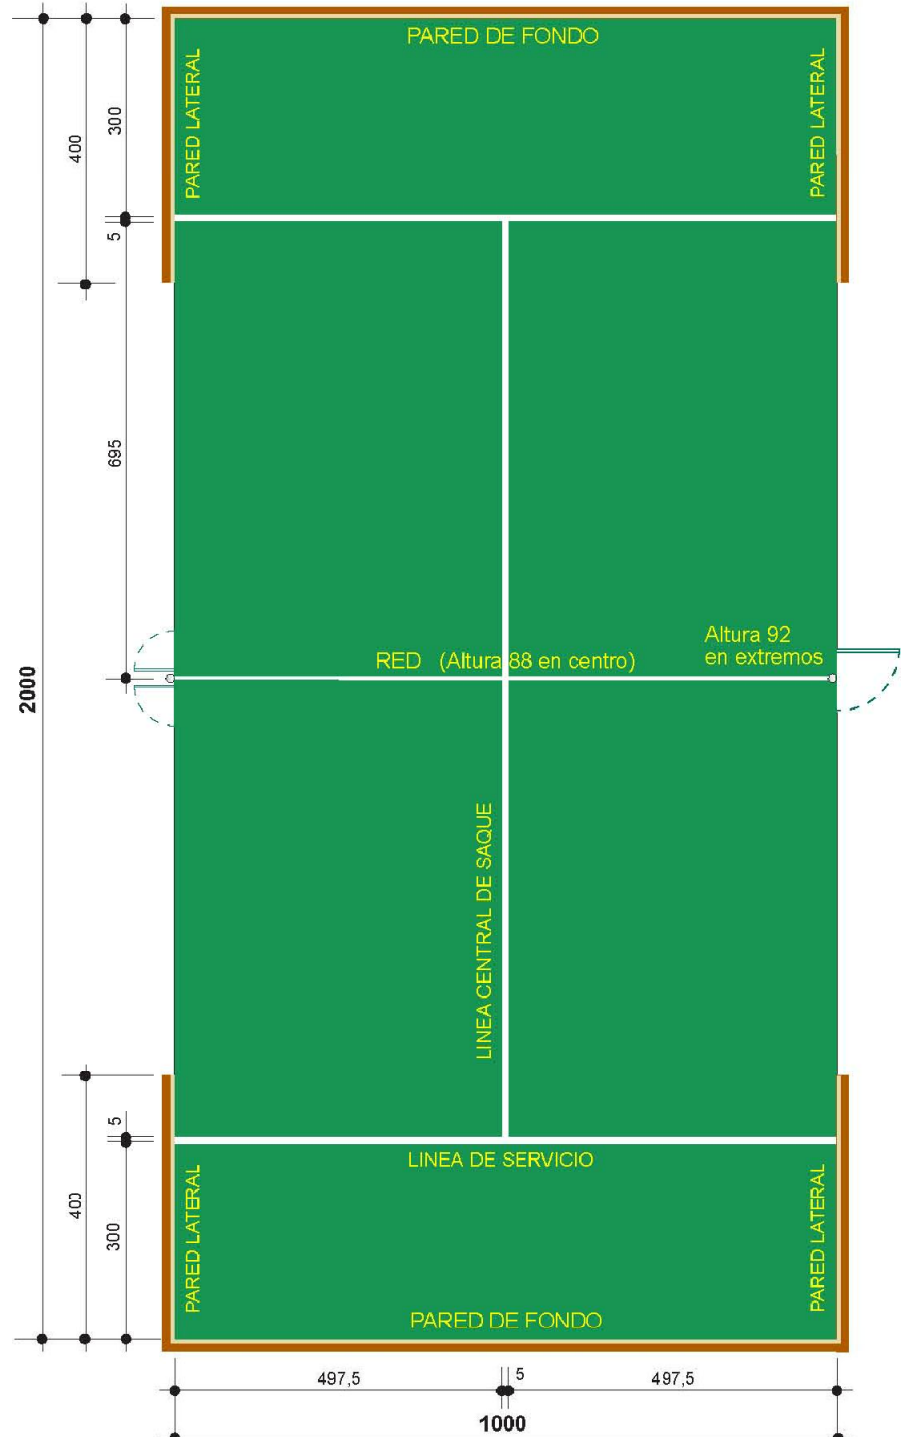 PARED DE FONDO
PARED LATERAL
PARED LATERAL
300
400
5
695
2000
RED (Altura 88 en centro)
Altura 92
en extremos
LINEA CENTRAL DE SAQUE
5
400
300
LINEA DE SERVICIO
PARED LATERAL
PARED LATERAL
PARED DE FONDO
497,5
5
497,5
1000